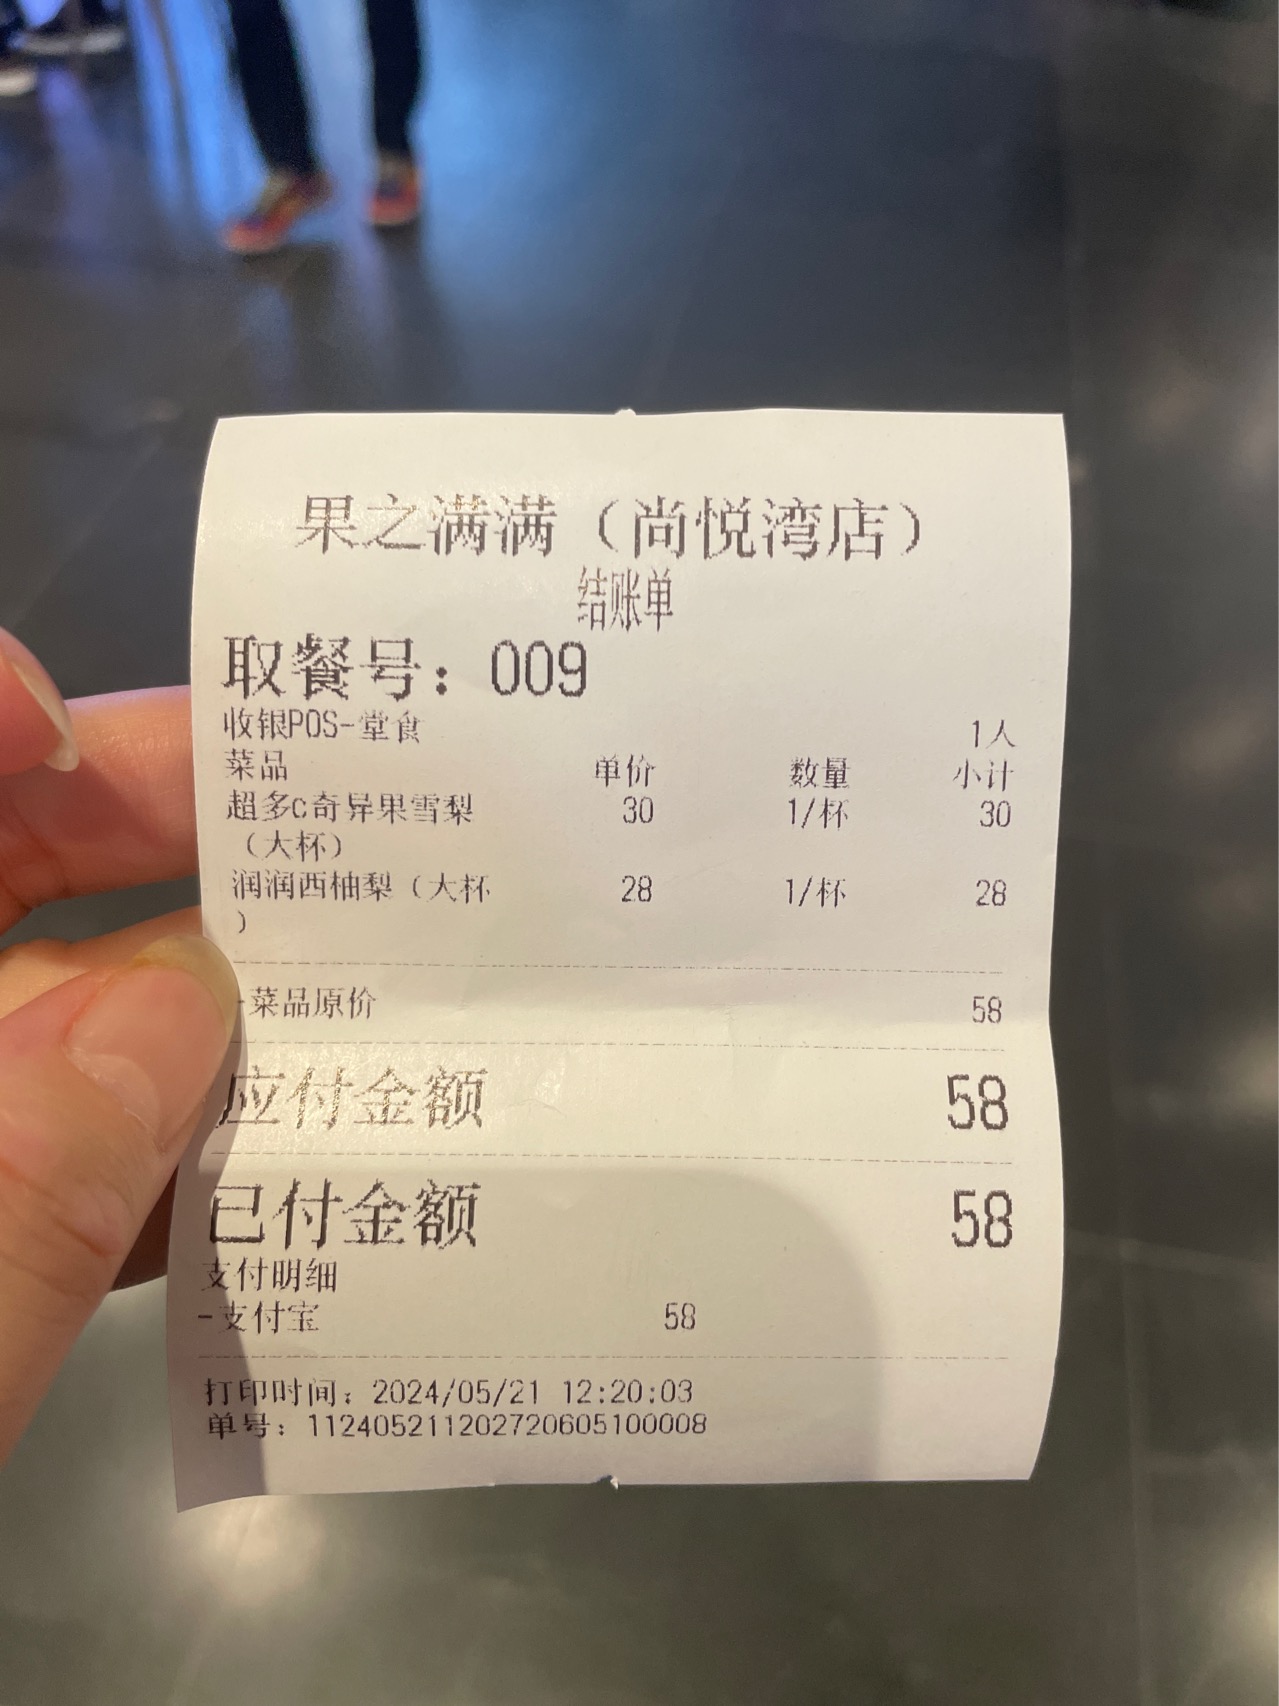 果之满满（尚悦湾店）
结账单
取餐号：009
收银POS-堂食 1人
菜品 单价 数量 小计
超多C奇异果雪梨 30 1/杯 30
（大杯）
润润西柚梨（大杯 28 1/杯 28
）
-菜品原价 58
应付金额 58
已付金额 58
支付明细
-支付宝 58
打印时间：2024/05/21 12:20:03
单号：112405211202720605100008